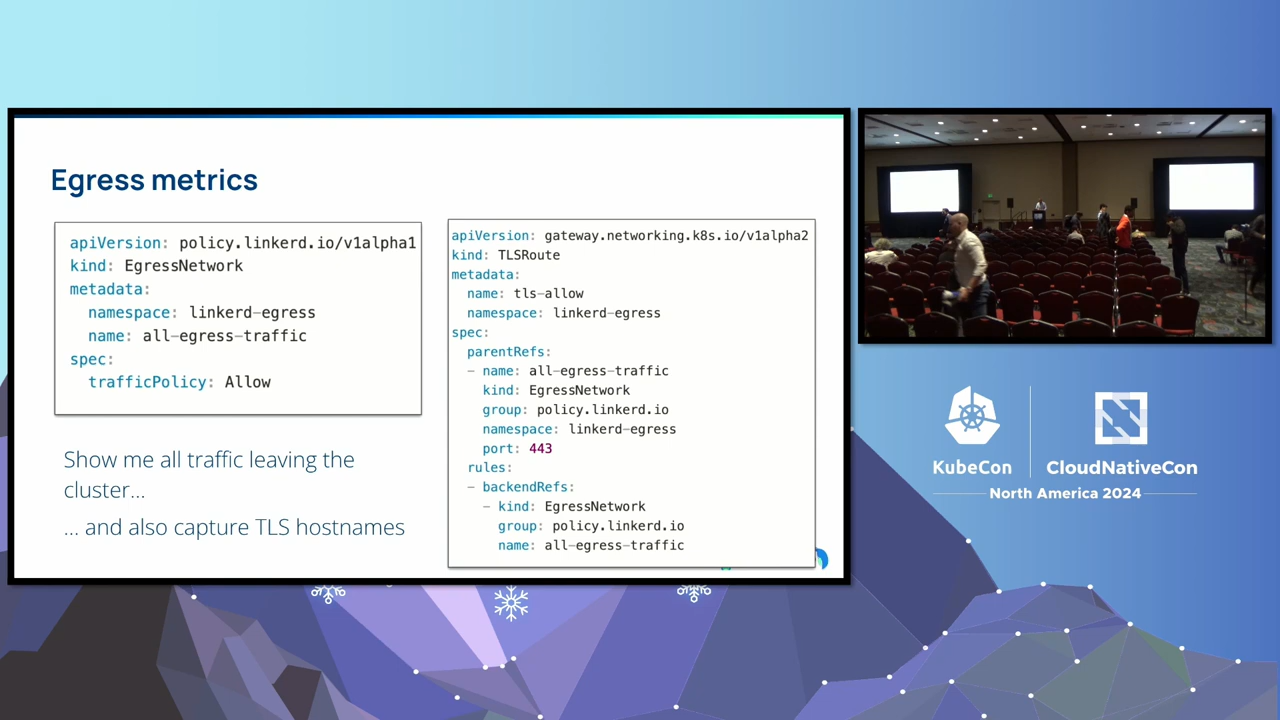 Egress metrics
apiVersion: policy.linkerd.io/v1alpha1
kind: EgressNetwork
metadata:
  namespace: linkerd-egress
  name: all-egress-traffic
spec:
  trafficPolicy: Allow
Show me all traffic leaving the
cluster...
... and also capture TLS hostnames
apiVersion: gateway.networking.k8s.io/v1alpha2
kind: TLSRoute
metadata:
  name: tls-allow
  namespace: linkerd-egress
spec:
  parentRefs:
  - name: all-egress-traffic
    kind: EgressNetwork
    group: policy.linkerd.io
    namespace: linkerd-egress
    port: 443
  rules:
  - backendRefs:
    - kind: EgressNetwork
      group: policy.linkerd.io
      name: all-egress-traffic
KubeCon
CloudNativeCon
North America 2024